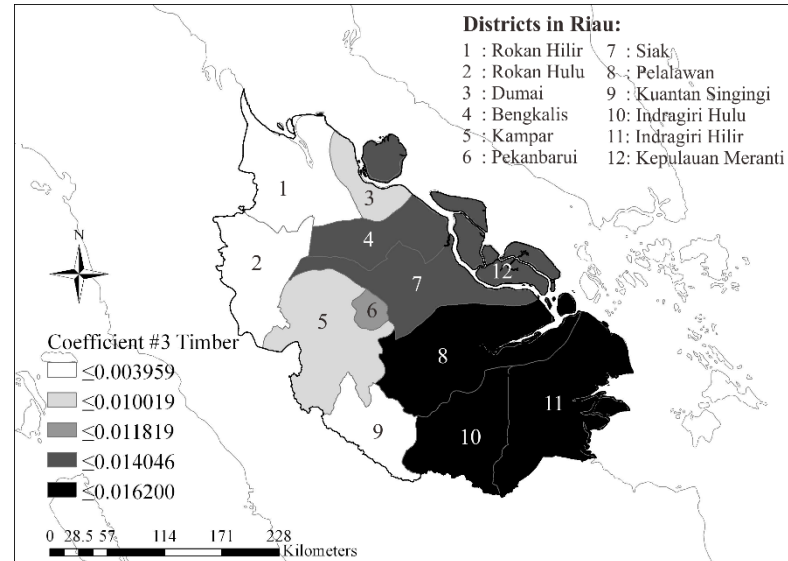 Districts in Riau:
1 : Rokan Hilir
2 : Rokan Hulu
3 : Dumai
4 : Bengkalis
5 : Kampar
6 : Pekanbarui
7 : Siak
8 : Pelalawan
9 : Kuantan Singingi
10: Indragiri Hulu
11: Indragiri Hilir
12: Kepulauan Meranti
1
3
4
2
12
7
6
5
8
11
10
9
N
Coefficient #3 Timber
≤0.003959
≤0.010019
≤0.011819
≤0.014046
≤0.016200
0 28.5 57 114 171 228
Kilometers